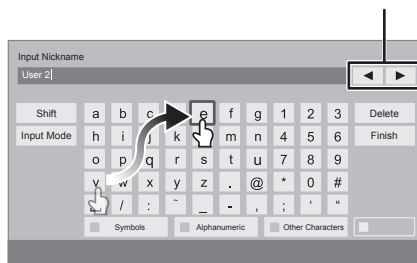 Input Nickname
User 2
◄ ►
Shift a b c e f g 1 2 3 Delete
Input Mode h i j k m n 4 5 6 Finish
o p q r s t u 7 8 9
v w x y z . @ * 0 #
/ : ~ _ - , ; ‘ “
Symbols Alphanumeric Other Characters